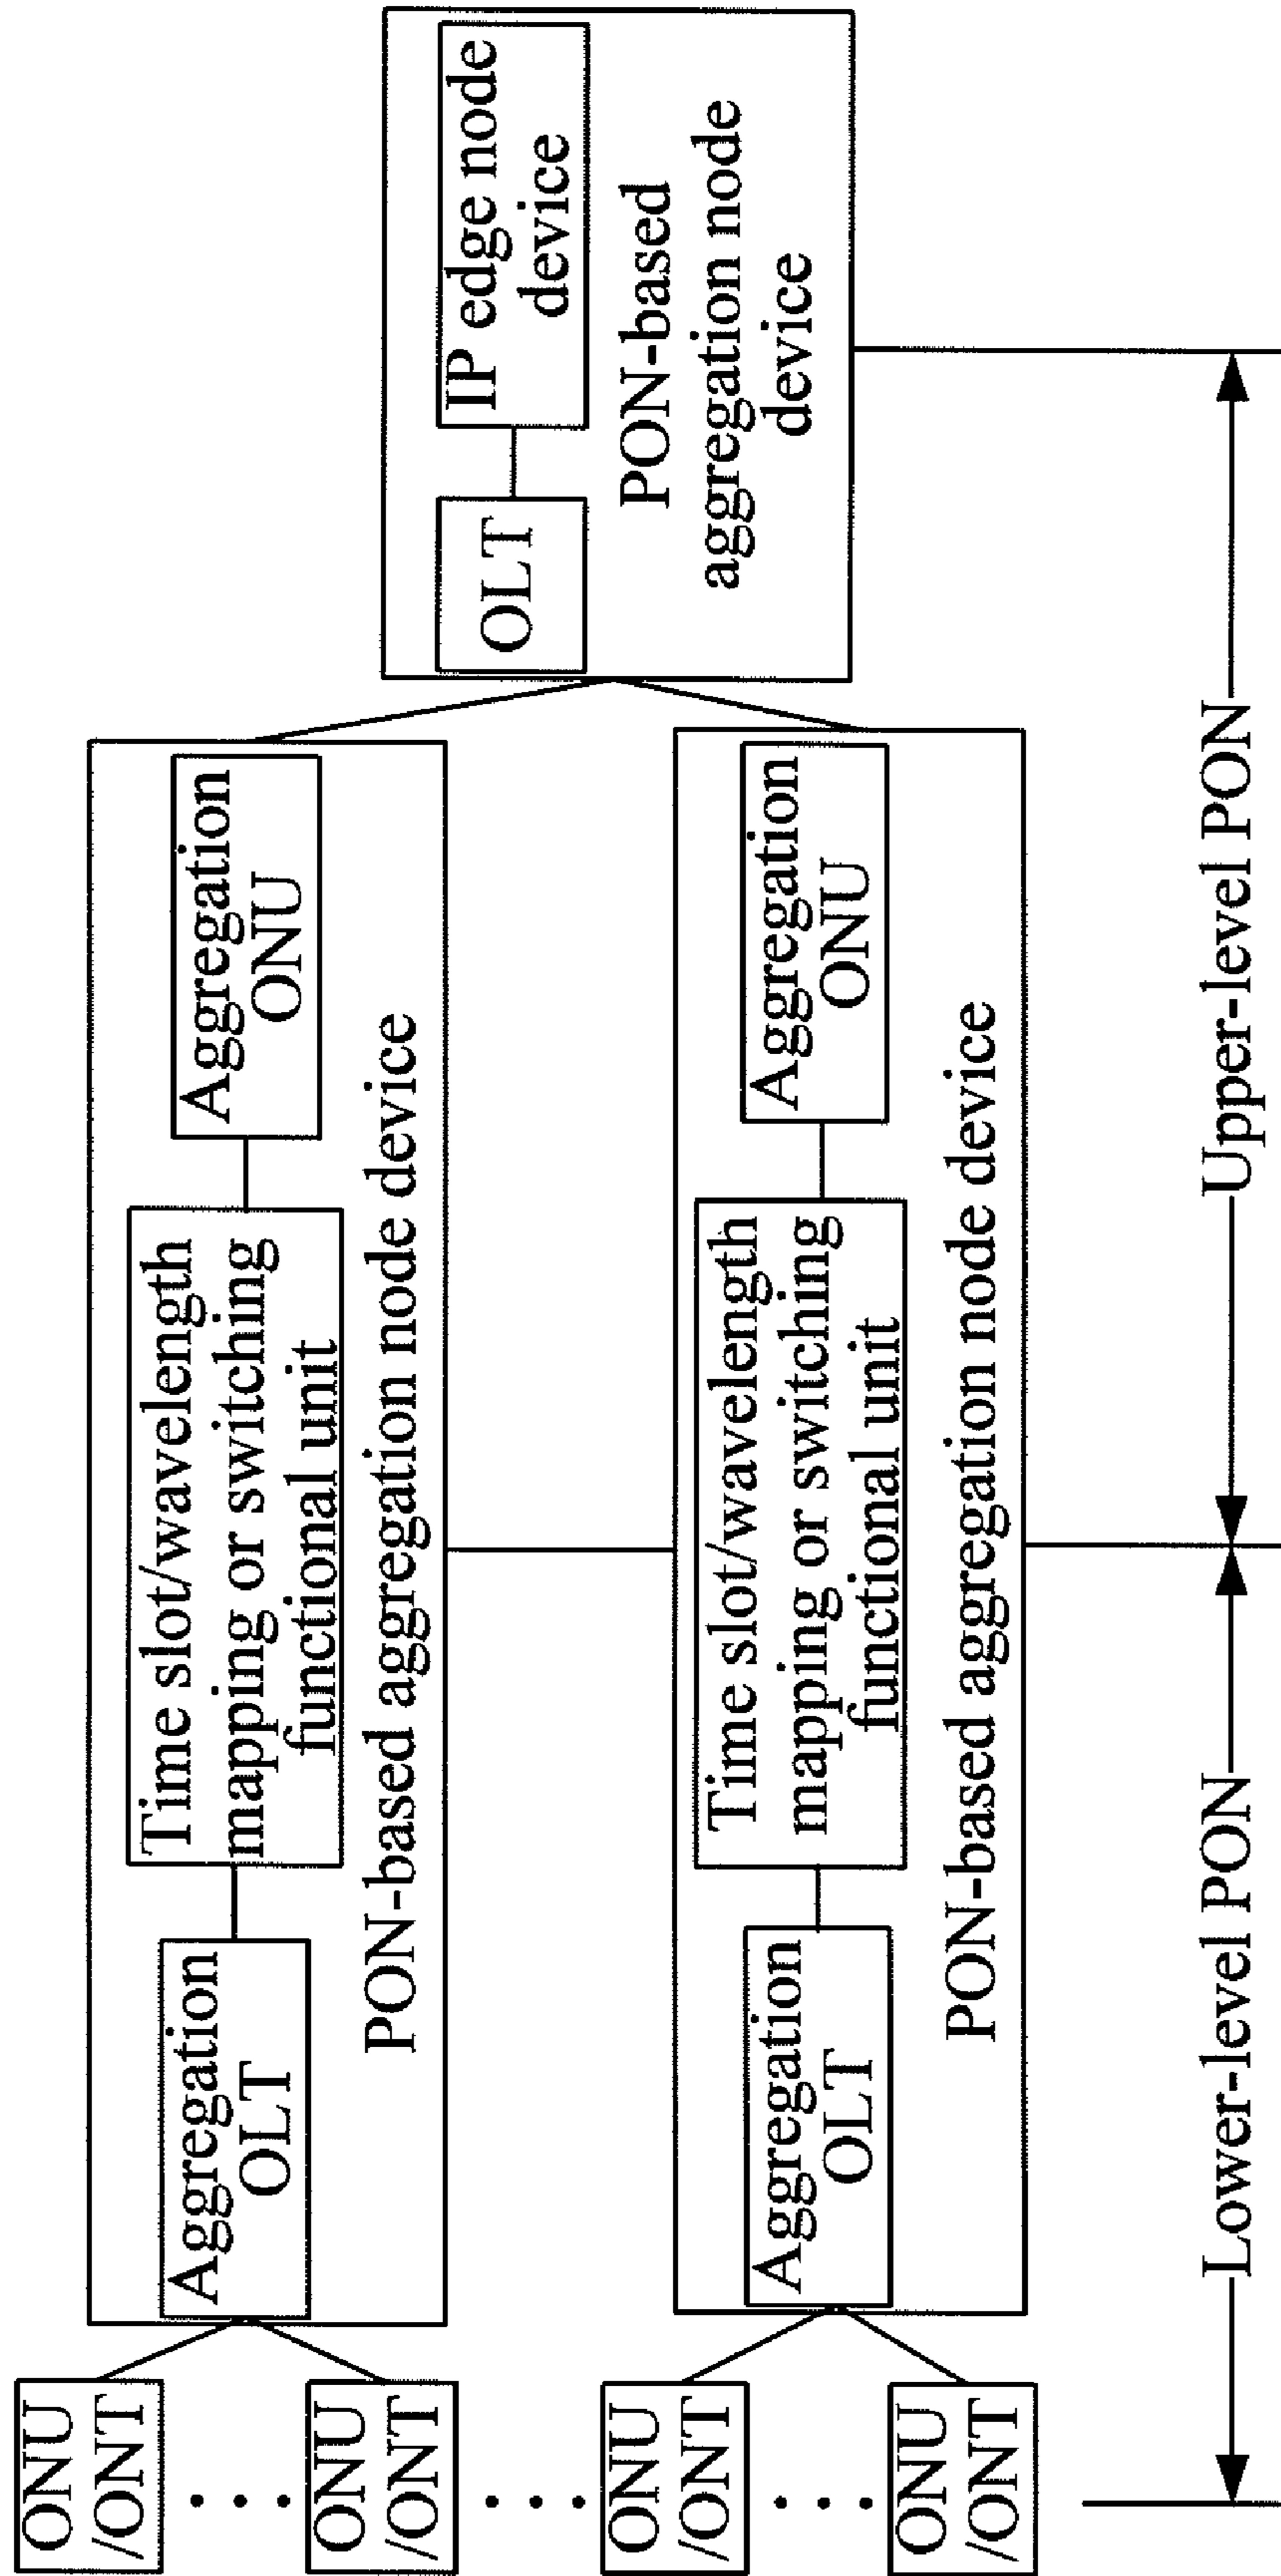 ONU
/ONT
ONU
/ONT
ONU
/ONT
ONU
/ONT
Aggregation
OLT
Time slot/wavelength
mapping or switching
functional unit
Aggregation
ONU
PON-based aggregation node device
Aggregation
OLT
Time slot/wavelength
mapping or switching
functional unit
Aggregation
ONU
PON-based aggregation node device
OLT
IP edge node
device
PON-based
aggregation node
device
Lower-level PON
Upper-level PON